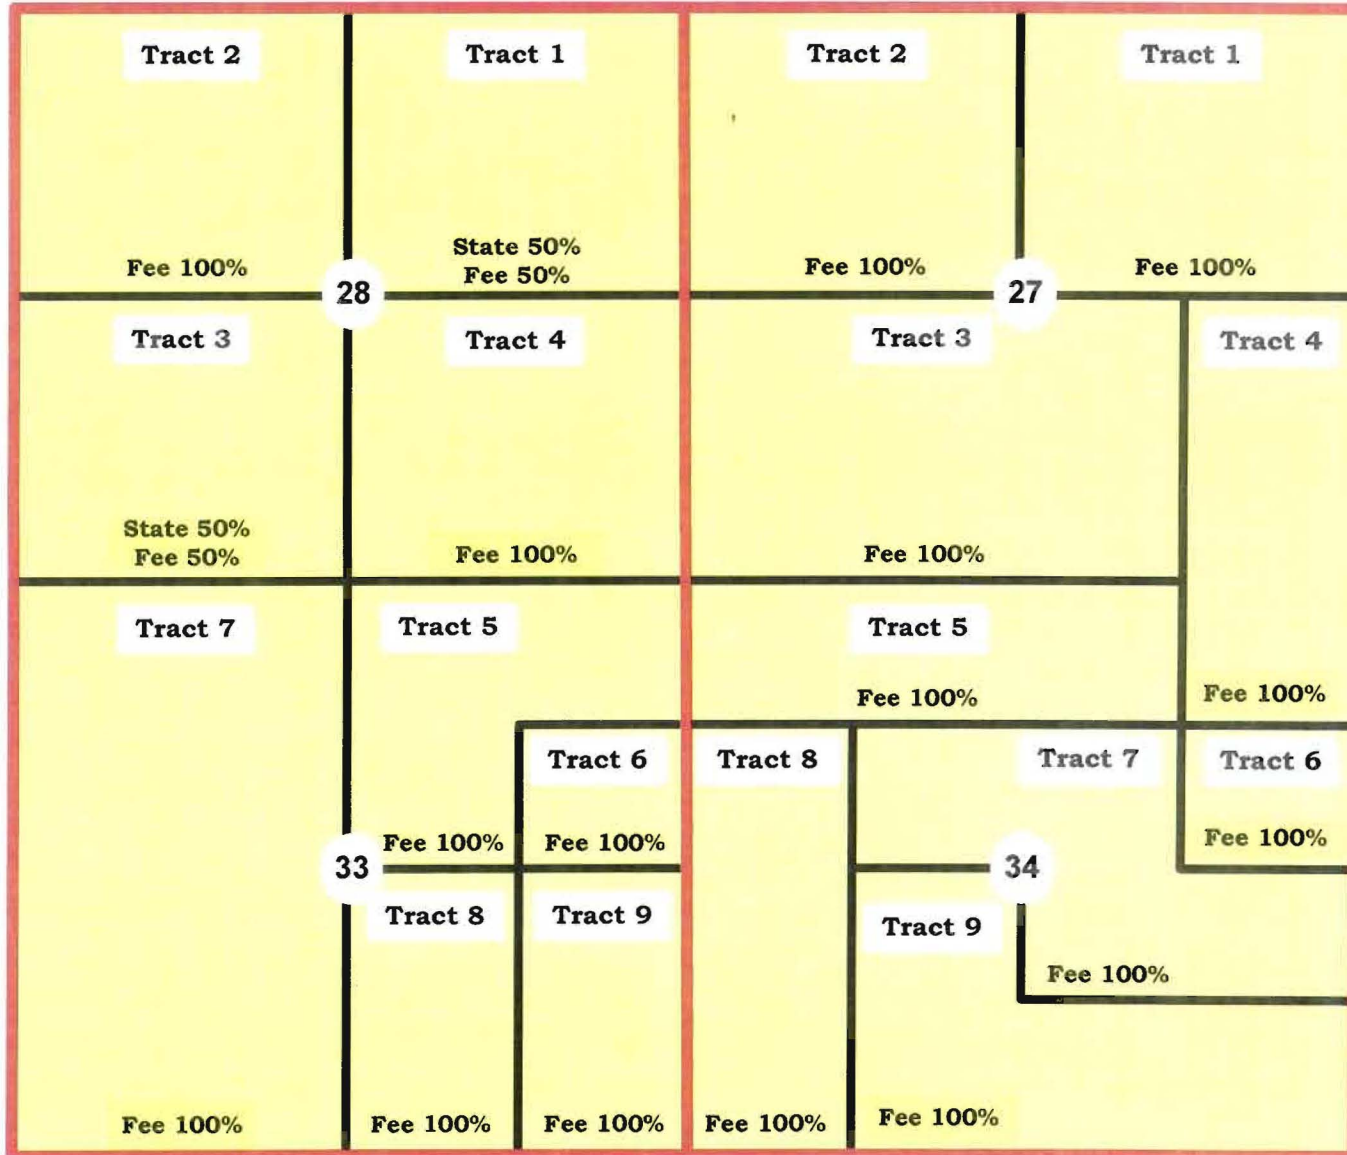 Tract 2
Tract 1
Tract 2
Tract 1
State 50%
Fee 100%
Fee 50%
Fee 100%
Fee 100%
28
27
Tract 3
Tract 4
Tract 3
Tract 4
State 50%
Fee 50%
Fee 100%
Fee 100%
Tract 7
Tract 5
Tract 5
Fee 100%
Fee 100%
Tract 6
Tract 8
Tract 7
Tract 6
Fee 100%
Fee 100%
Fee 100%
33
34
Tract 8
Tract 9
Tract 9
Fee 100%
Fee 100%
Fee 100%
Fee 100%
Fee 100%
Fee 100%